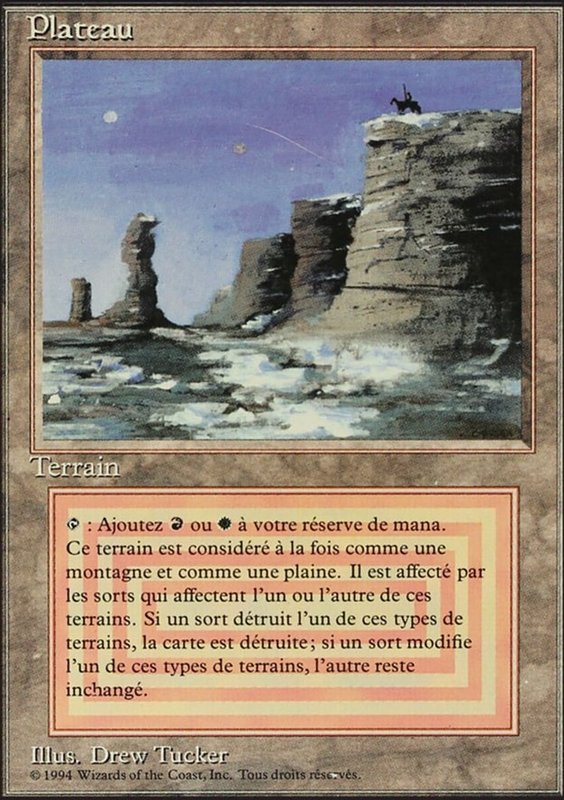 Plateau
Terrain
: Ajoutez ou à votre réserve de mana.
Ce terrain est considéré à la fois comme une
montagne et comme une plaine. Il est affecté par
les sorts qui affectent l'un ou l'autre de ces
terrains. Si un sort détruit l'un de ces types de
terrains, la carte est détruite; si un sort modifie
l'un de ces types de terrains, l'autre reste
inchangé.
Illus. Drew Tucker
© 1994 Wizards of the Coast, Inc. Tous droits réservés.